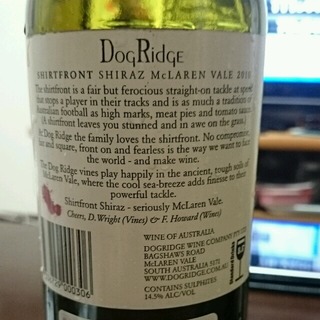 DOGRIDGE
SHIRTFRONT SHIRAZ MCLAREN VALE 2010
The shirtfront is a fair but ferocious straight-on tackle at speed
that stops a player in their tracks and is as much a tradition of
Australian football as high marks, meat pies and tomato sauce.
(A shirtfront leaves you stunned and in awe on the grass.)
At Dog Ridge the family loves the shirtfront. No compromise,
fair and square, front on and fearless is the way we want to face
the world - and make wine.
The Dog Ridge vines play happily in the ancient, tough soils of
McLaren Vale, where the cool sea-breeze adds finesse to their
powerful tackle.
Shirtfront Shiraz - seriously McLaren Vale.
Cheers, D. Wright (Vines) & F. Howard (Wines)
WINE OF AUSTRALIA
DOGRIDGE WINE COMPANY PTY LTD
BAGSHAWS ROAD
MCLAREN VALE
SOUTH AUSTRALIA 5171
WWW.DOGRIDGE.COM.AU
CONTAINS SULPHITES
14.5% ALC/VOL